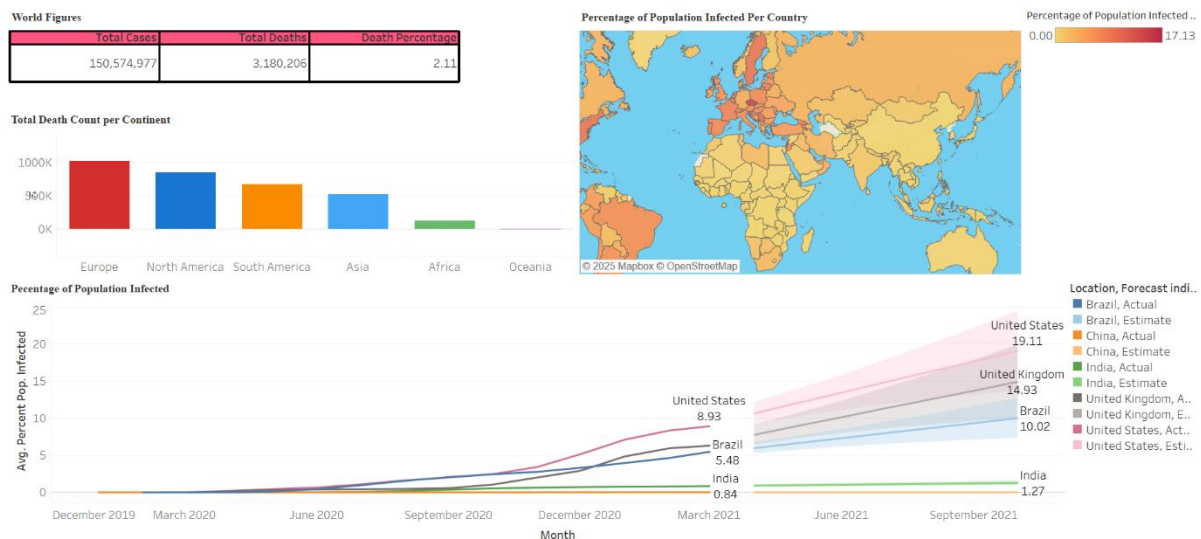 World Figures
Total Cases Total Deaths Death Percentage
150,574,977 3,180,206 2.11
Total Death Count per Continent
1000K
500K
0K
Europe North America South America Asia Africa Oceania
Percentage of Population Infected Per Country
© 2025 Mapbox © OpenStreetMap
Percentage of Population Infected ..
0.00 17.13
Pecentage of Population Infected
Avg. Percent Pop. Infected
25
20
15
10
5
0
United States
8.93
Brazil
5.48
India
0.84
United States
19.11
United Kingdom
14.93
Brazil
10.02
India
1.27
December 2019 March 2020 June 2020 September 2020 December 2020 March 2021 June 2021 September 2021
Month
Location, Forecast indi..
Brazil, Actual
Brazil, Estimate
China, Actual
China, Estimate
India, Actual
India, Estimate
United Kingdom, A..
United Kingdom, E..
United States, Act..
United States, Esti..